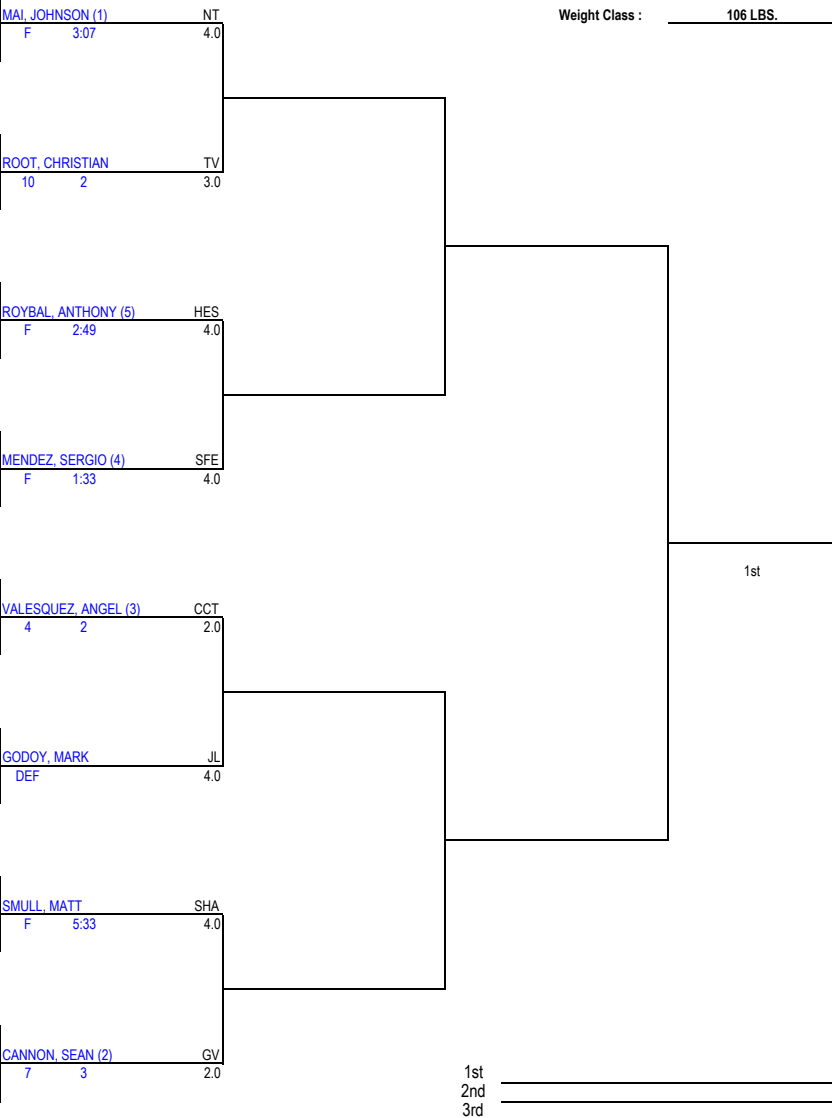 MAI, JOHNSON (1) NT Weight Class : 106 LBS.
F 3:07 4.0
ROOT, CHRISTIAN TV
10 2 3.0
ROYBAL, ANTHONY (5) HES
F 2:49 4.0
MENDEZ, SERGIO (4) SFE
F 1:33 4.0
1st
VALESQUEZ, ANGEL (3) CCT
4 2 2.0
GODOY, MARK JL
DEF 4.0
SMULL, MATT SHA
F 5:33 4.0
CANNON, SEAN (2) GV
7 3 2.0
1st
2nd
3rd